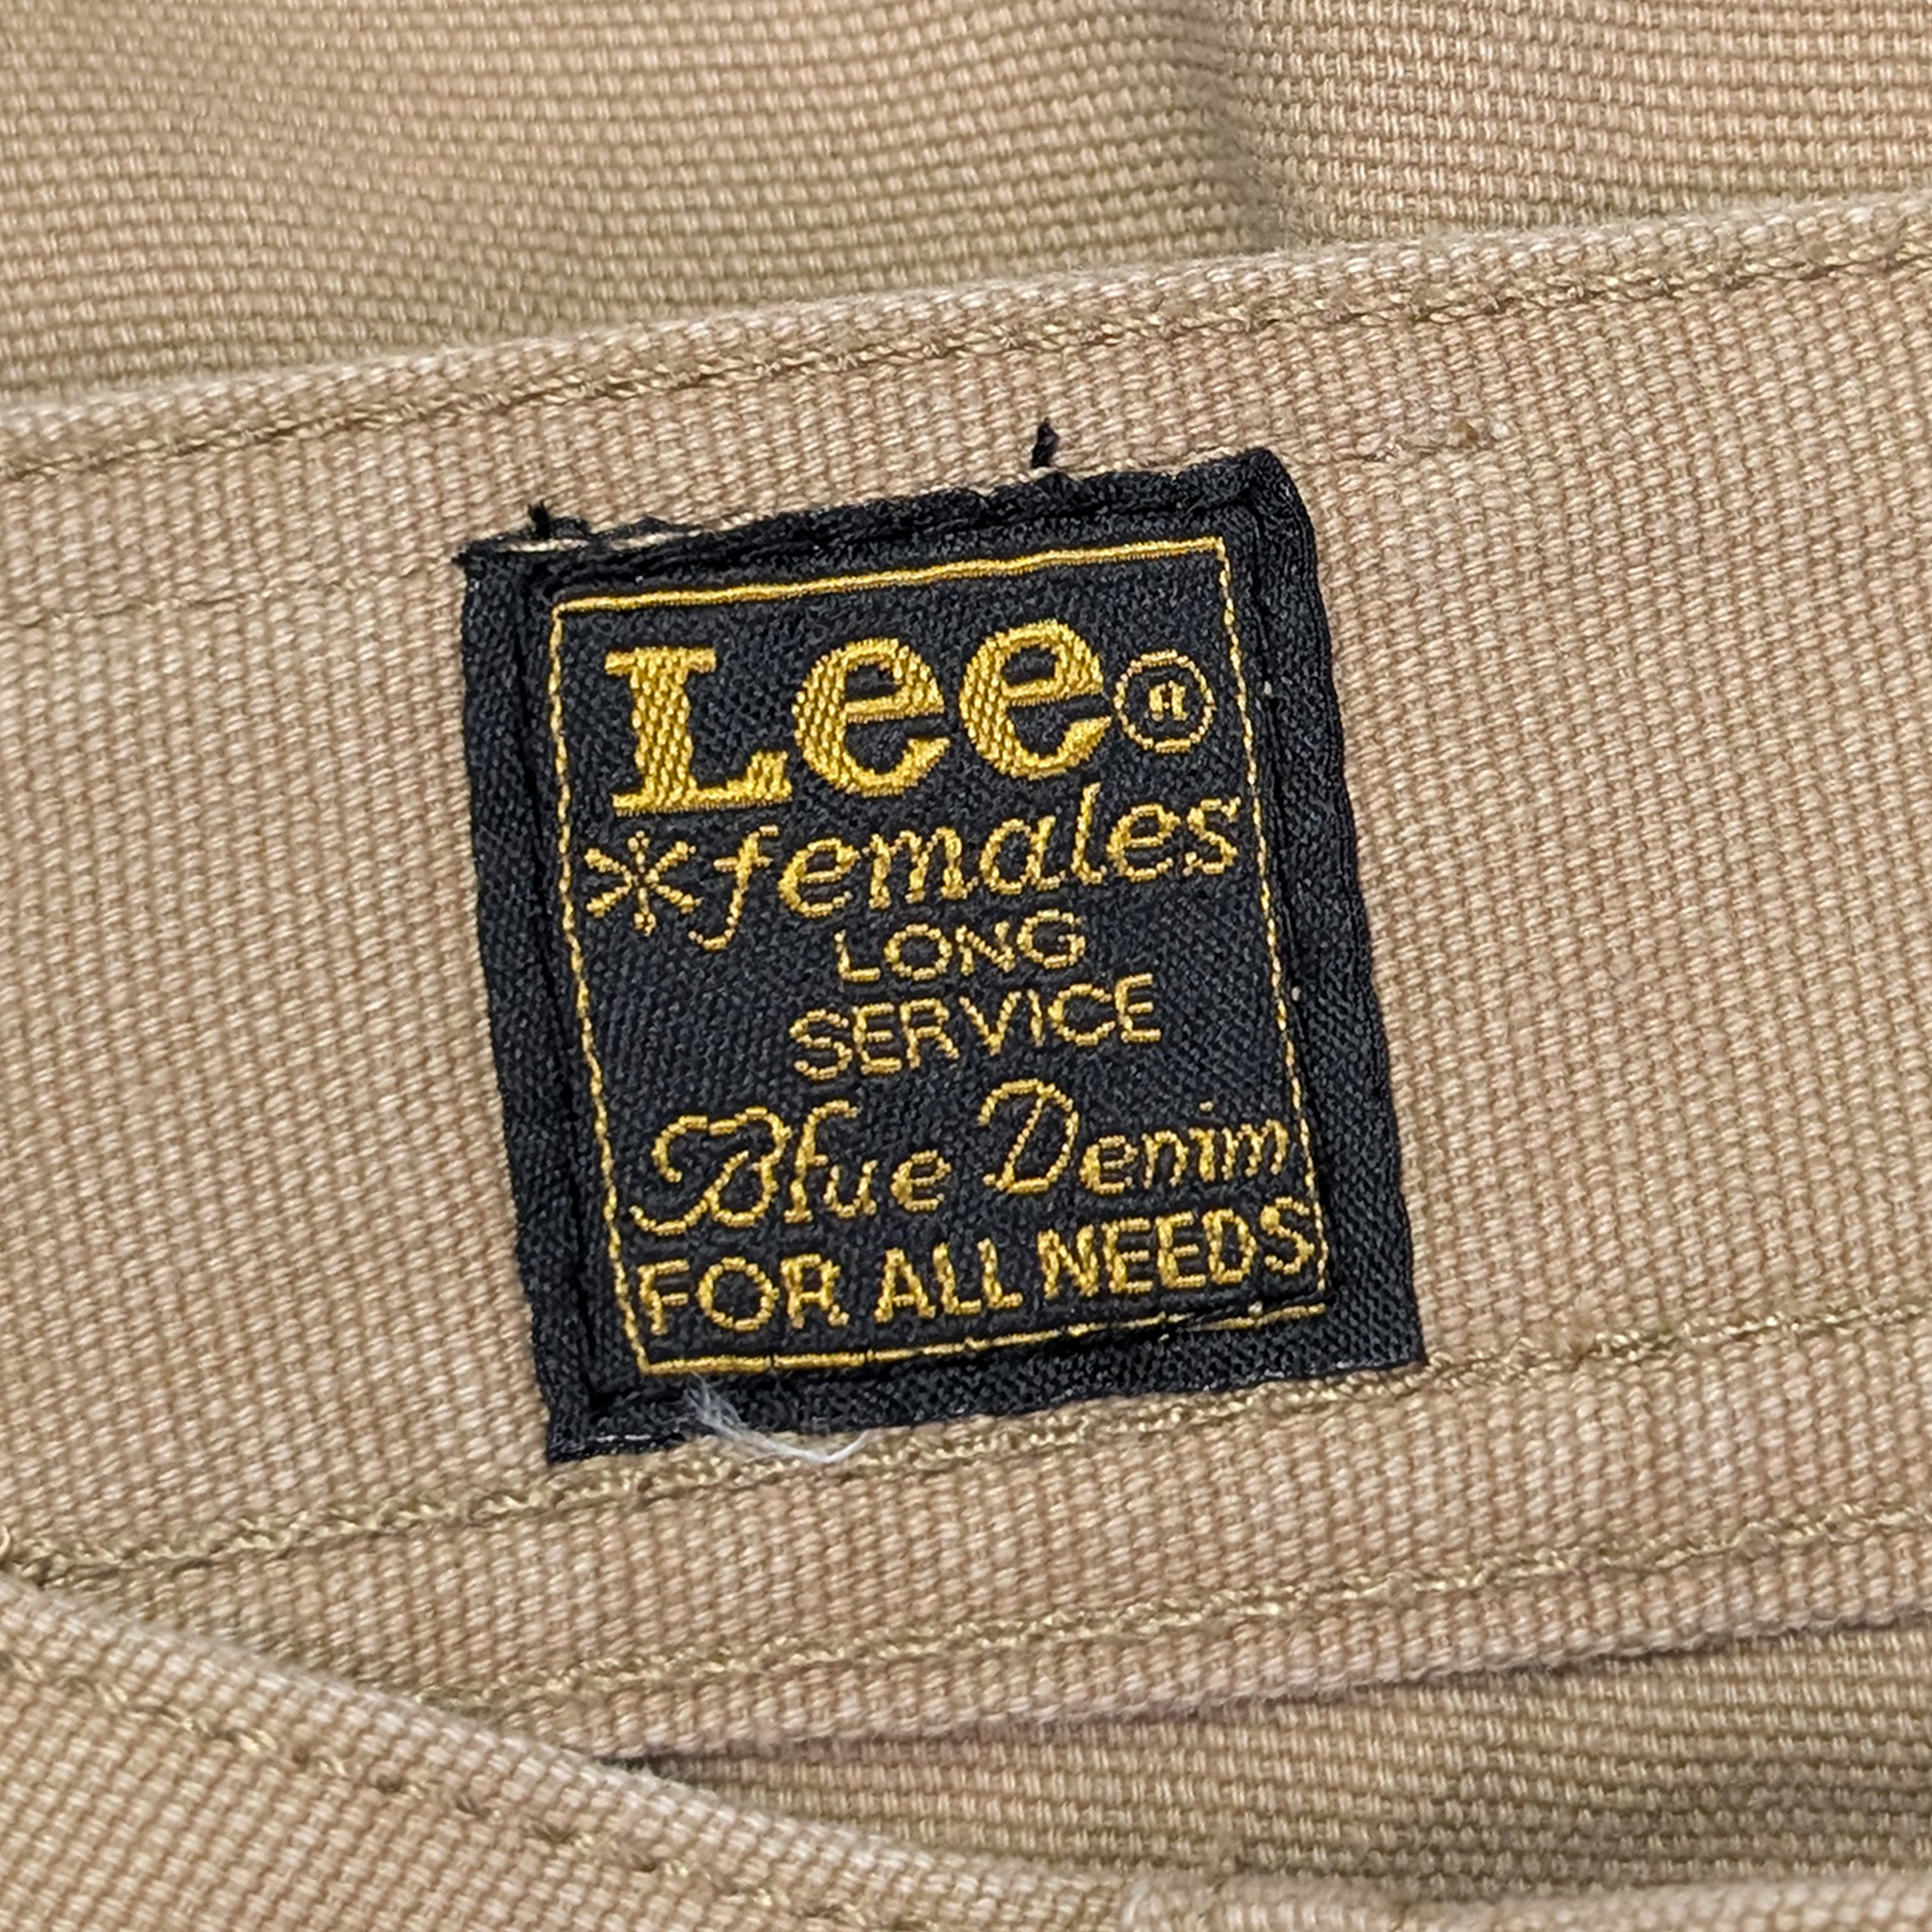 Lee®
*females
LONG
SERVICE
Blue Denim
FOR ALL NEEDS